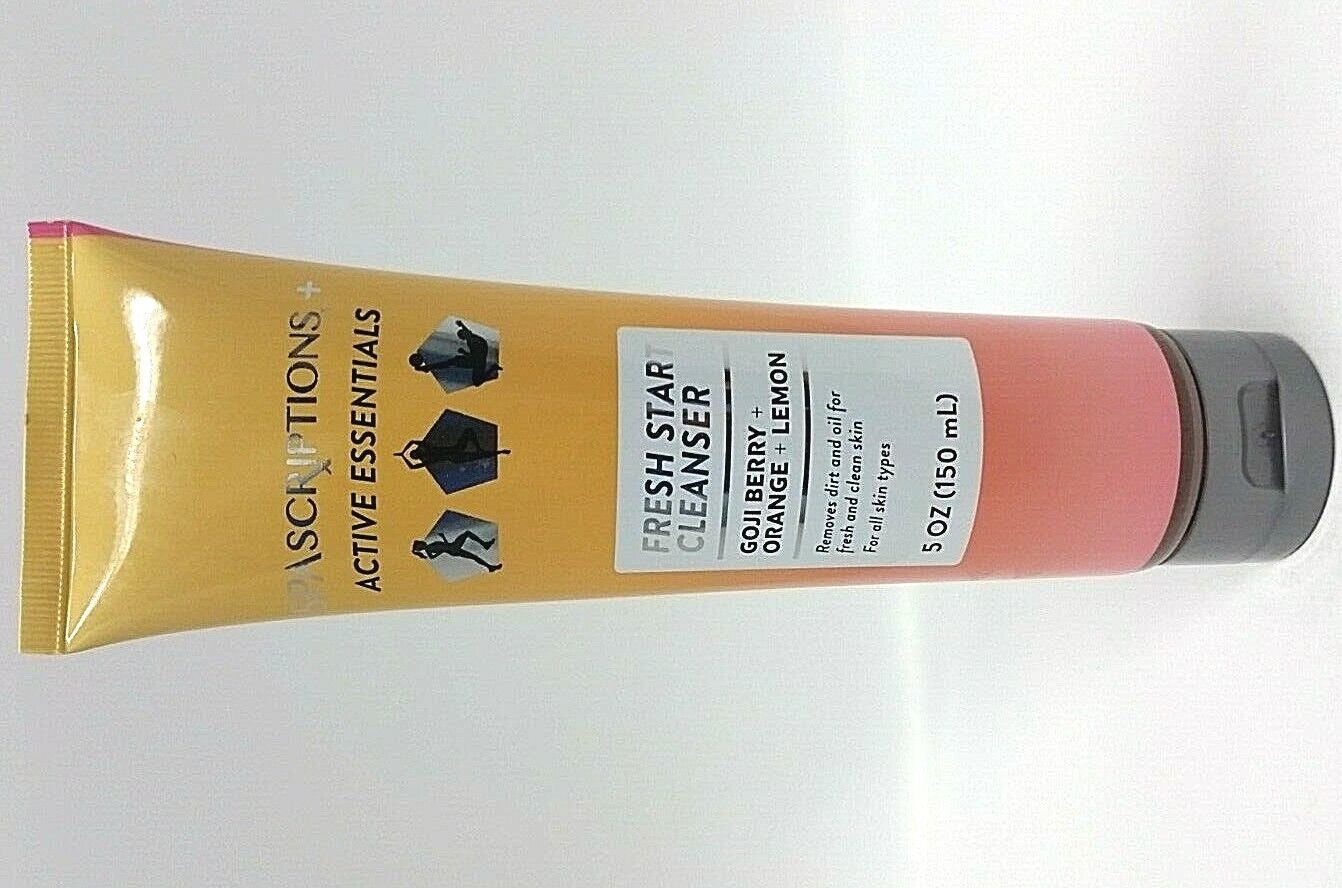 SPASCRIPTIONS +
ACTIVE ESSENTIALS
FRESH START
CLEANSER
GOJI BERRY +
ORANGE + LEMON
Removes dirt and oil for
fresh and clean skin
For all skin types
5 OZ (150 mL)